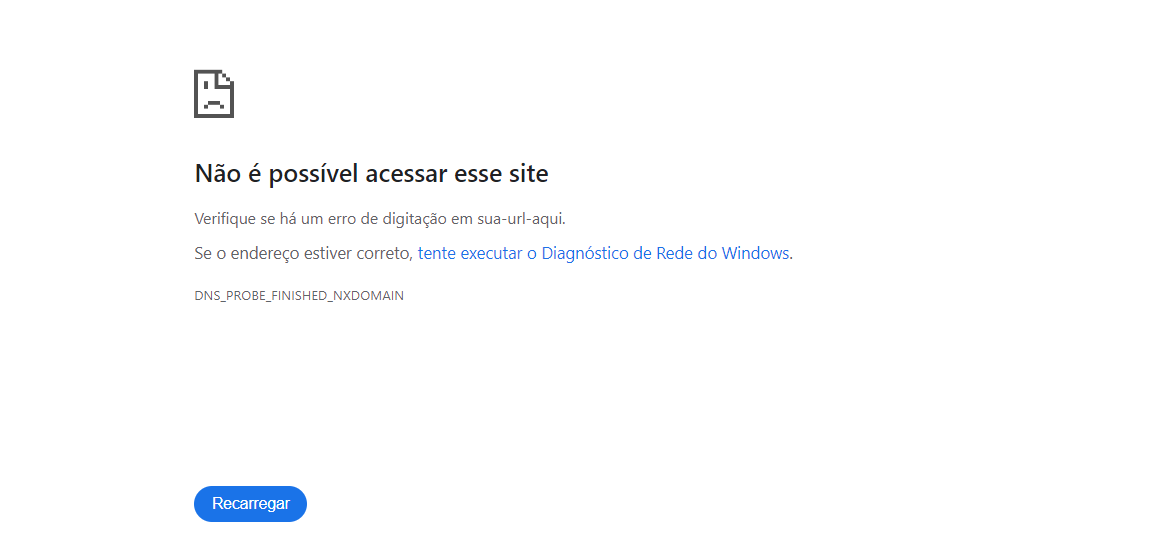 Não é possível acessar esse site
Verifique se há um erro de digitação em sua-url-aqui.
Se o endereço estiver correto, tente executar o Diagnóstico de Rede do Windows.
DNS_PROBE_FINISHED_NXDOMAIN
Recarregar